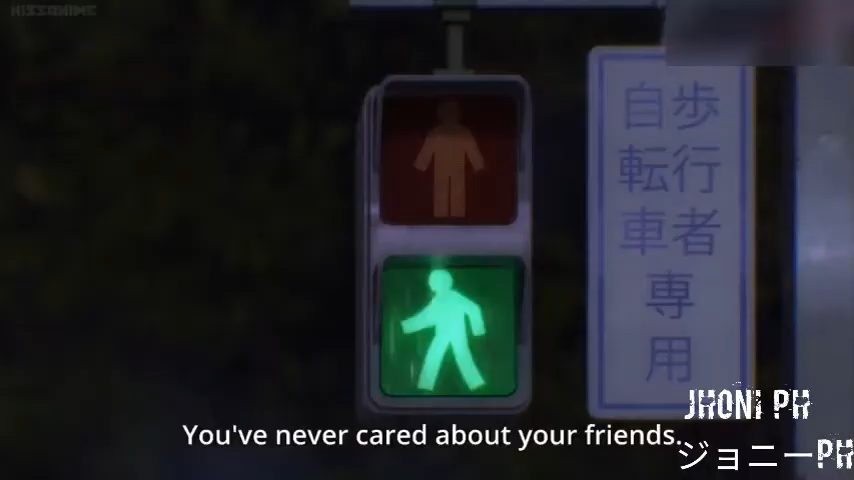 KISSANIME
自歩
転行
車者
専
用
You've never cared about your friends.
JHONI PH
ジョニーPH